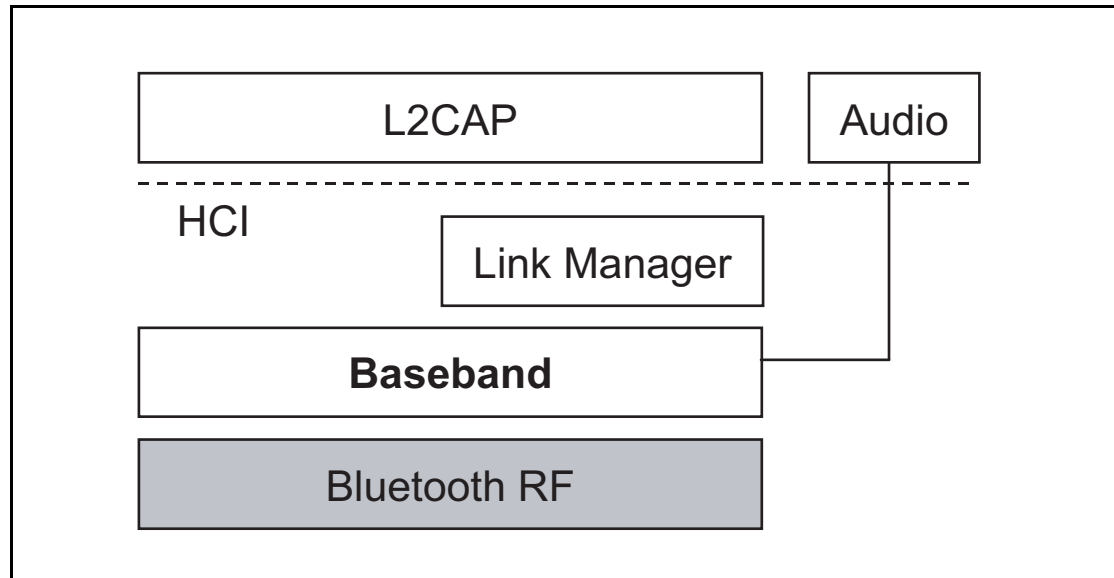 L2CAP
Audio
HCI
Link Manager
Baseband
Bluetooth RF